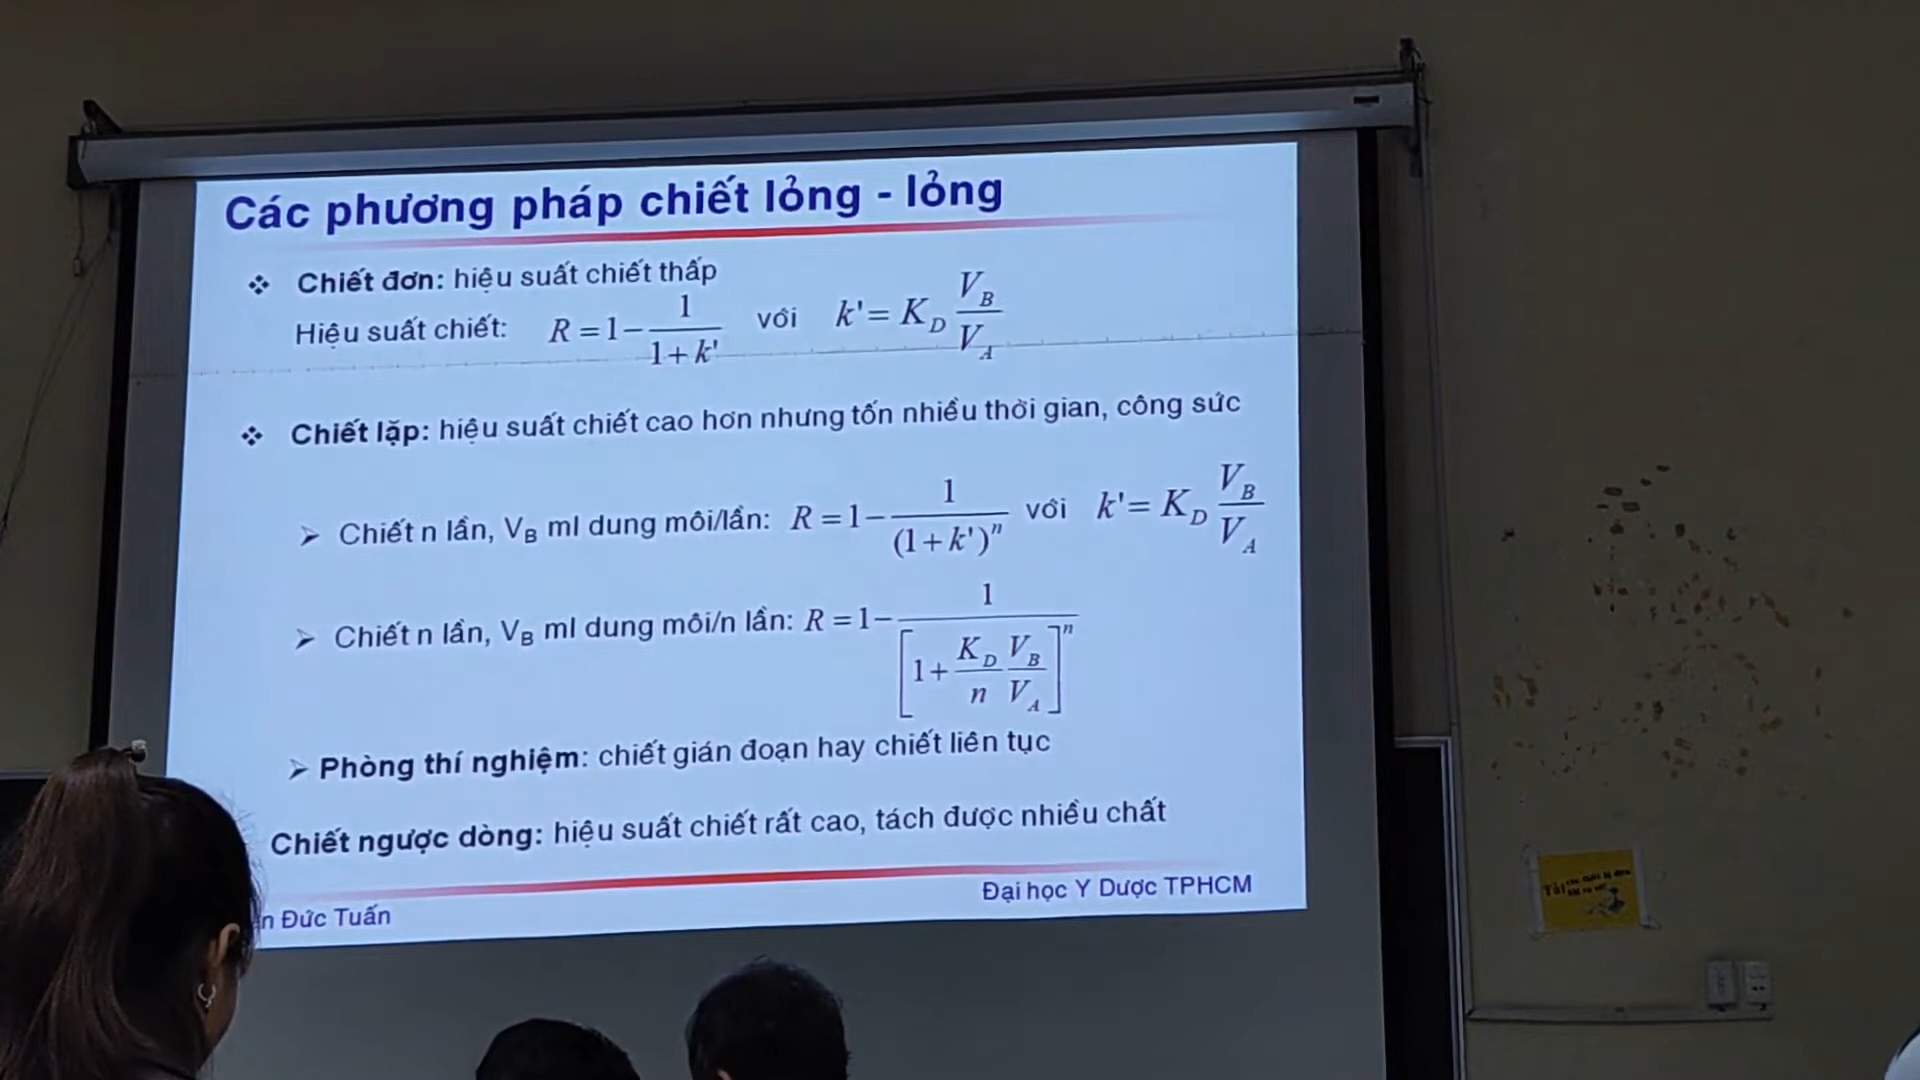 Các phương pháp chiết lỏng - lỏng
❖ Chiết đơn: hiệu suất chiết thấp
Hiệu suất chiết: R = 1 - 1/(1 + k') với k' = K_D V_B/V_A
❖ Chiết lặp: hiệu suất chiết cao hơn nhưng tốn nhiều thời gian, công sức
➢ Chiết n lần, V_B ml dung môi/lần: R = 1 - 1/(1 + k')^n với k' = K_D V_B/V_A
➢ Chiết n lần, V_B ml dung môi/n lần: R = 1 - 1/[1 + K_D/n V_B/V_A]^n
➢ Phòng thí nghiệm: chiết gián đoạn hay chiết liên tục
Chiết ngược dòng: hiệu suất chiết rất cao, tách được nhiều chất
Đức Tuấn
Đại học Y Dược TPHCM